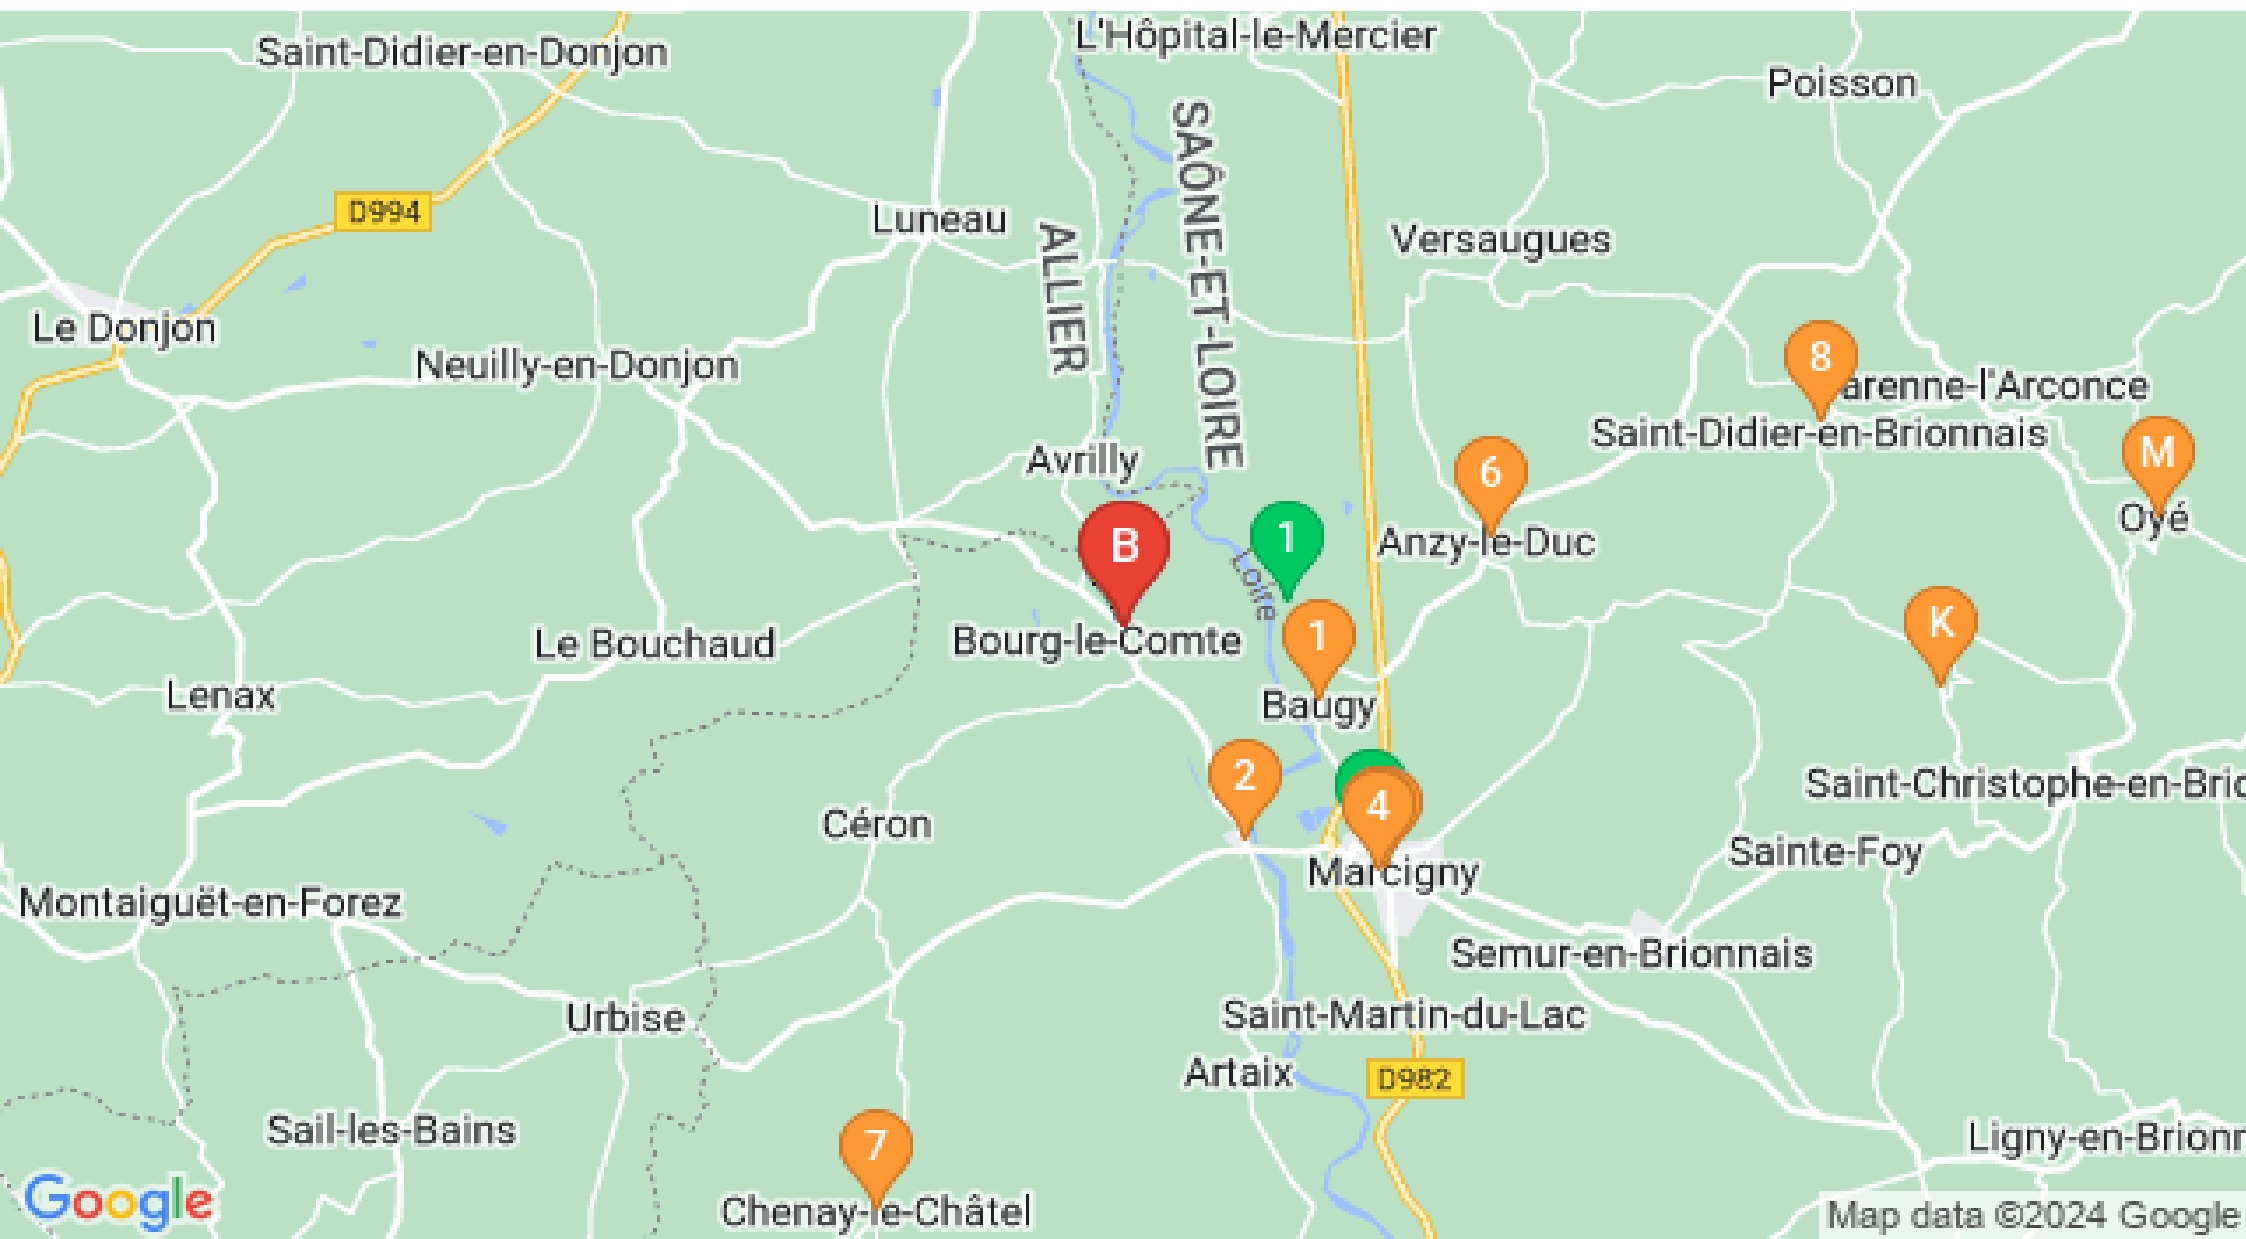 L'Hôpital-le-Mercier
Saint-Didier-en-Donjon
Poisson
SAÔNE-ET-LOIRE
D994
Luneau
ALLIER
Versaugues
Le Donjon
8
Neuilly-en-Donjon
arenne-l'Arconce
Saint-Didier-en-Brionnais
Avrilly
M
6
Oyé
1
B
Anzy-le-Duc
Loire
K
1
Le Bouchaud
Bourg-le-Comte
Lenax
Baugy
2
Saint-Christophe-en-Brio
4
Céron
Sainte-Foy
Marcigny
Montaiguët-en-Forez
Semur-en-Brionnais
Urbise
Saint-Martin-du-Lac
Artaix
D982
Sail-les-Bains
7
Ligny-en-Brionn
Google
Chenay-le-Châtel
Map data ©2024 Google